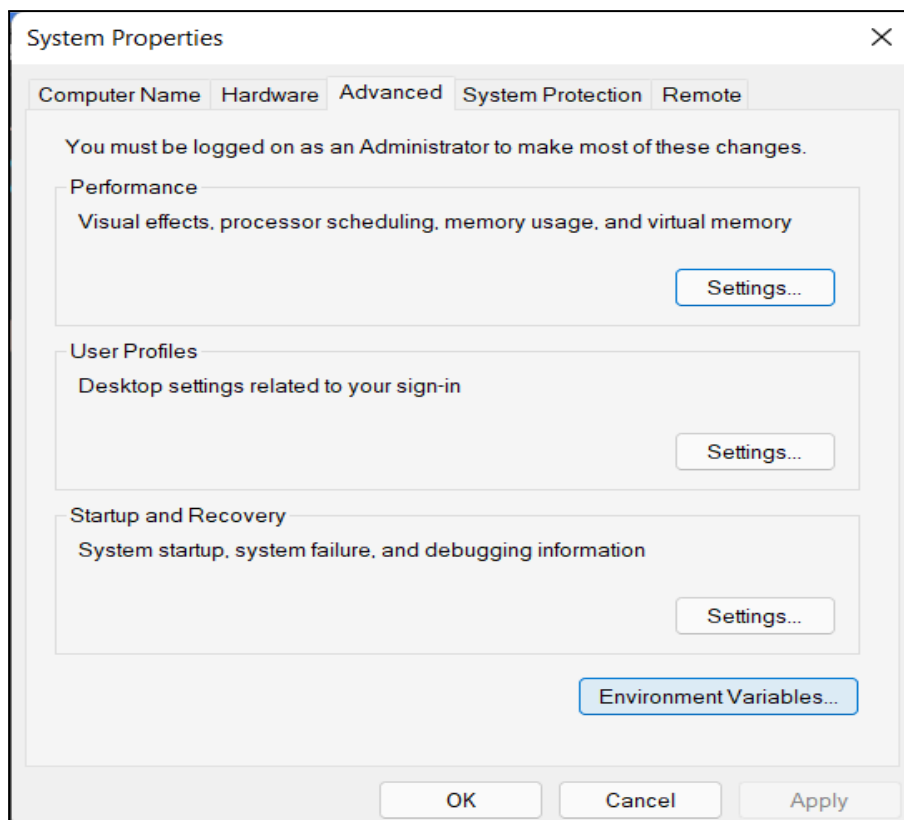 System Properties
Computer Name Hardware Advanced System Protection Remote
You must be logged on as an Administrator to make most of these changes.
Performance
Visual effects, processor scheduling, memory usage, and virtual memory
Settings...
User Profiles
Desktop settings related to your sign-in
Settings...
Startup and Recovery
System startup, system failure, and debugging information
Settings...
Environment Variables...
OK Cancel Apply